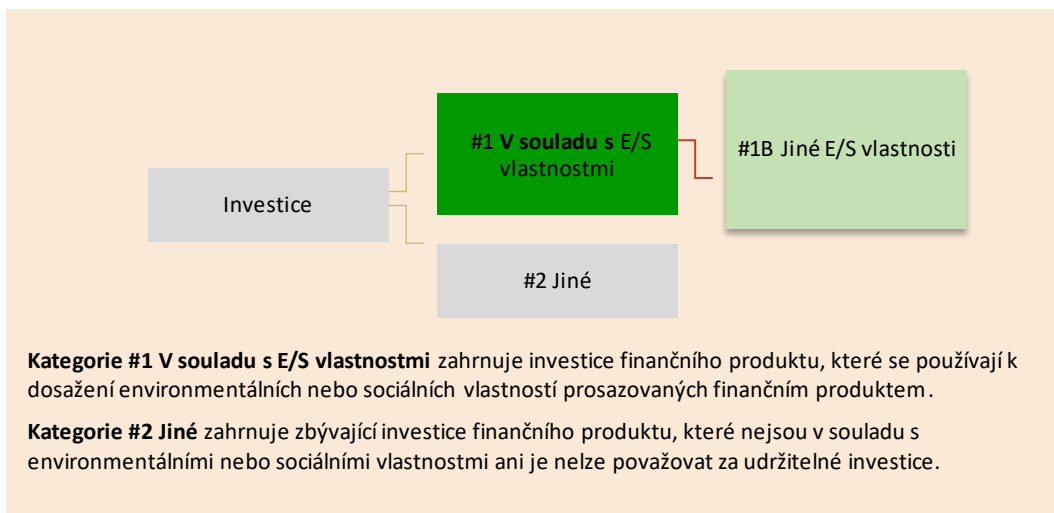 #1 V souladu s E/S
vlastnostmi
#1B Jiné E/S vlastnosti
Investice
#2 Jiné
Kategorie #1 V souladu s E/S vlastnostmi zahrnuje investice finančního produktu, které se používají k
dosažení environmentálních nebo sociálních vlastností prosazovaných finančním produktem.
Kategorie #2 Jiné zahrnuje zbývající investice finančního produktu, které nejsou v souladu s
environmentálními nebo sociálními vlastnostmi ani je nelze považovat za udržitelné investice.